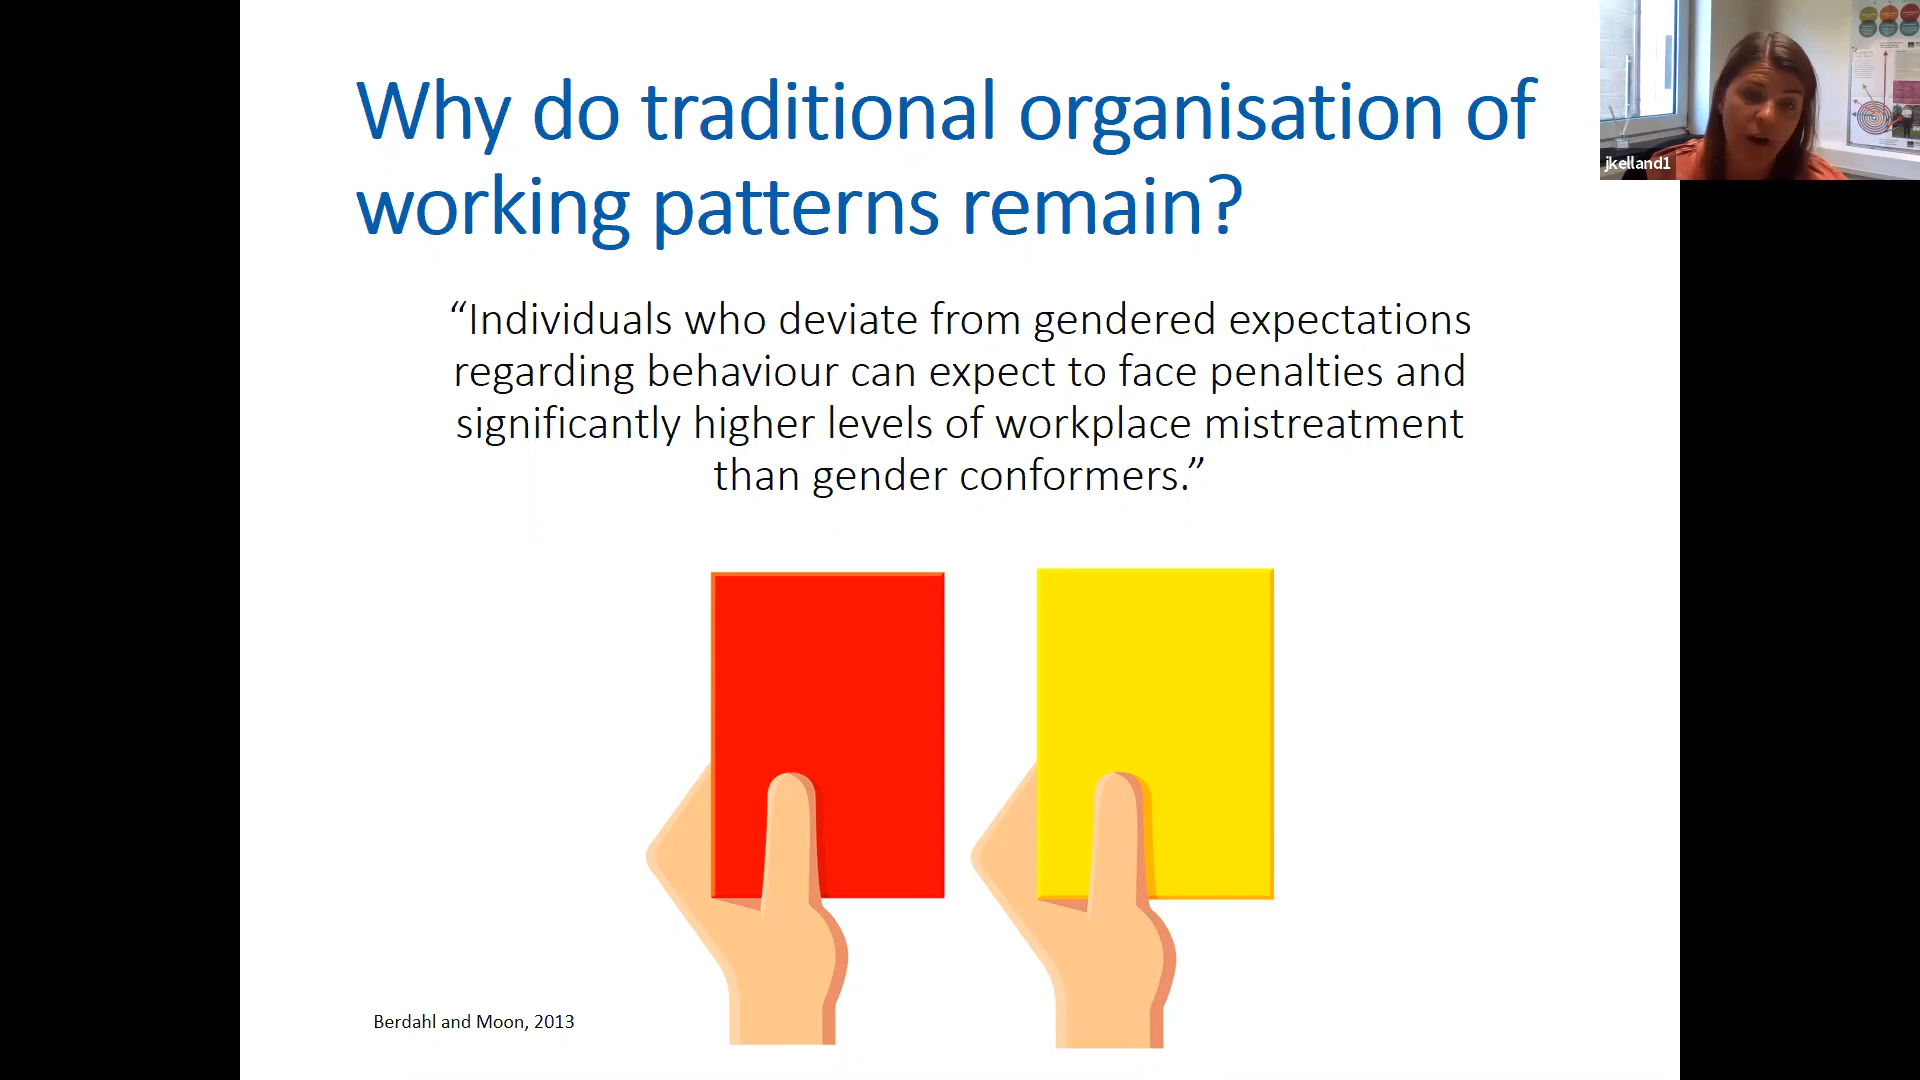 Why do traditional organisation of
working patterns remain?
“Individuals who deviate from gendered expectations
regarding behaviour can expect to face penalties and
significantly higher levels of workplace mistreatment
than gender conformers.”
Berdahl and Moon, 2013
jkelland1